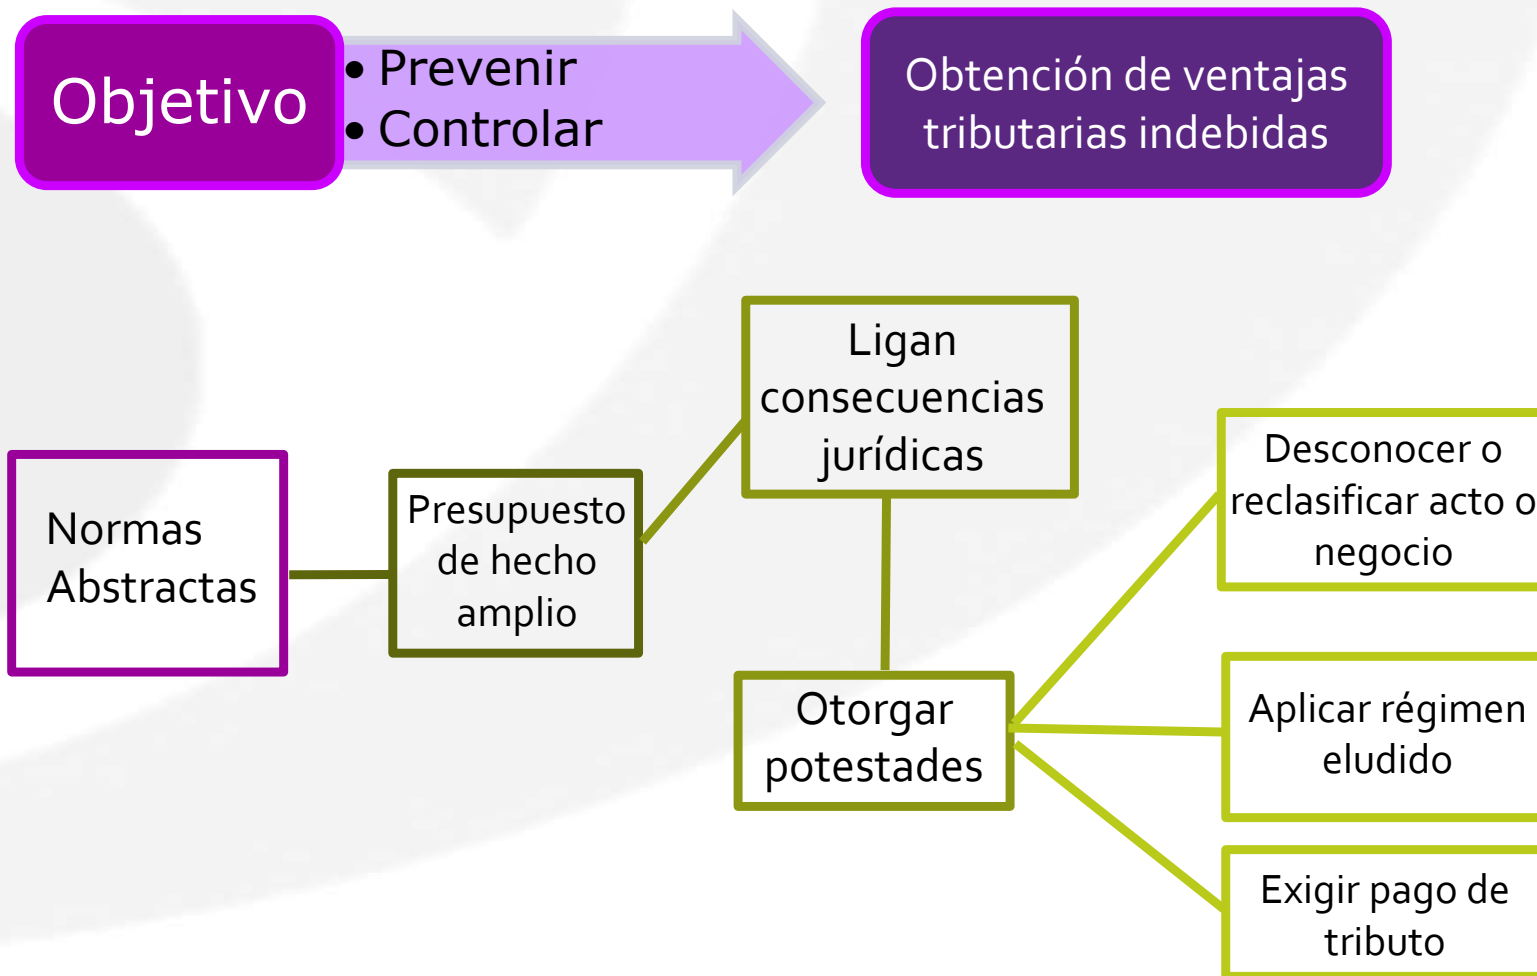 Objetivo
• Prevenir
• Controlar
Obtención de ventajas
tributarias indebidas
Normas
Abstractas
Presupuesto
de hecho
amplio
Ligan
consecuencias
jurídicas
Otorgar
potestades
Desconocer o
reclasificar acto o
negocio
Aplicar régimen
eludido
Exigir pago de
tributo